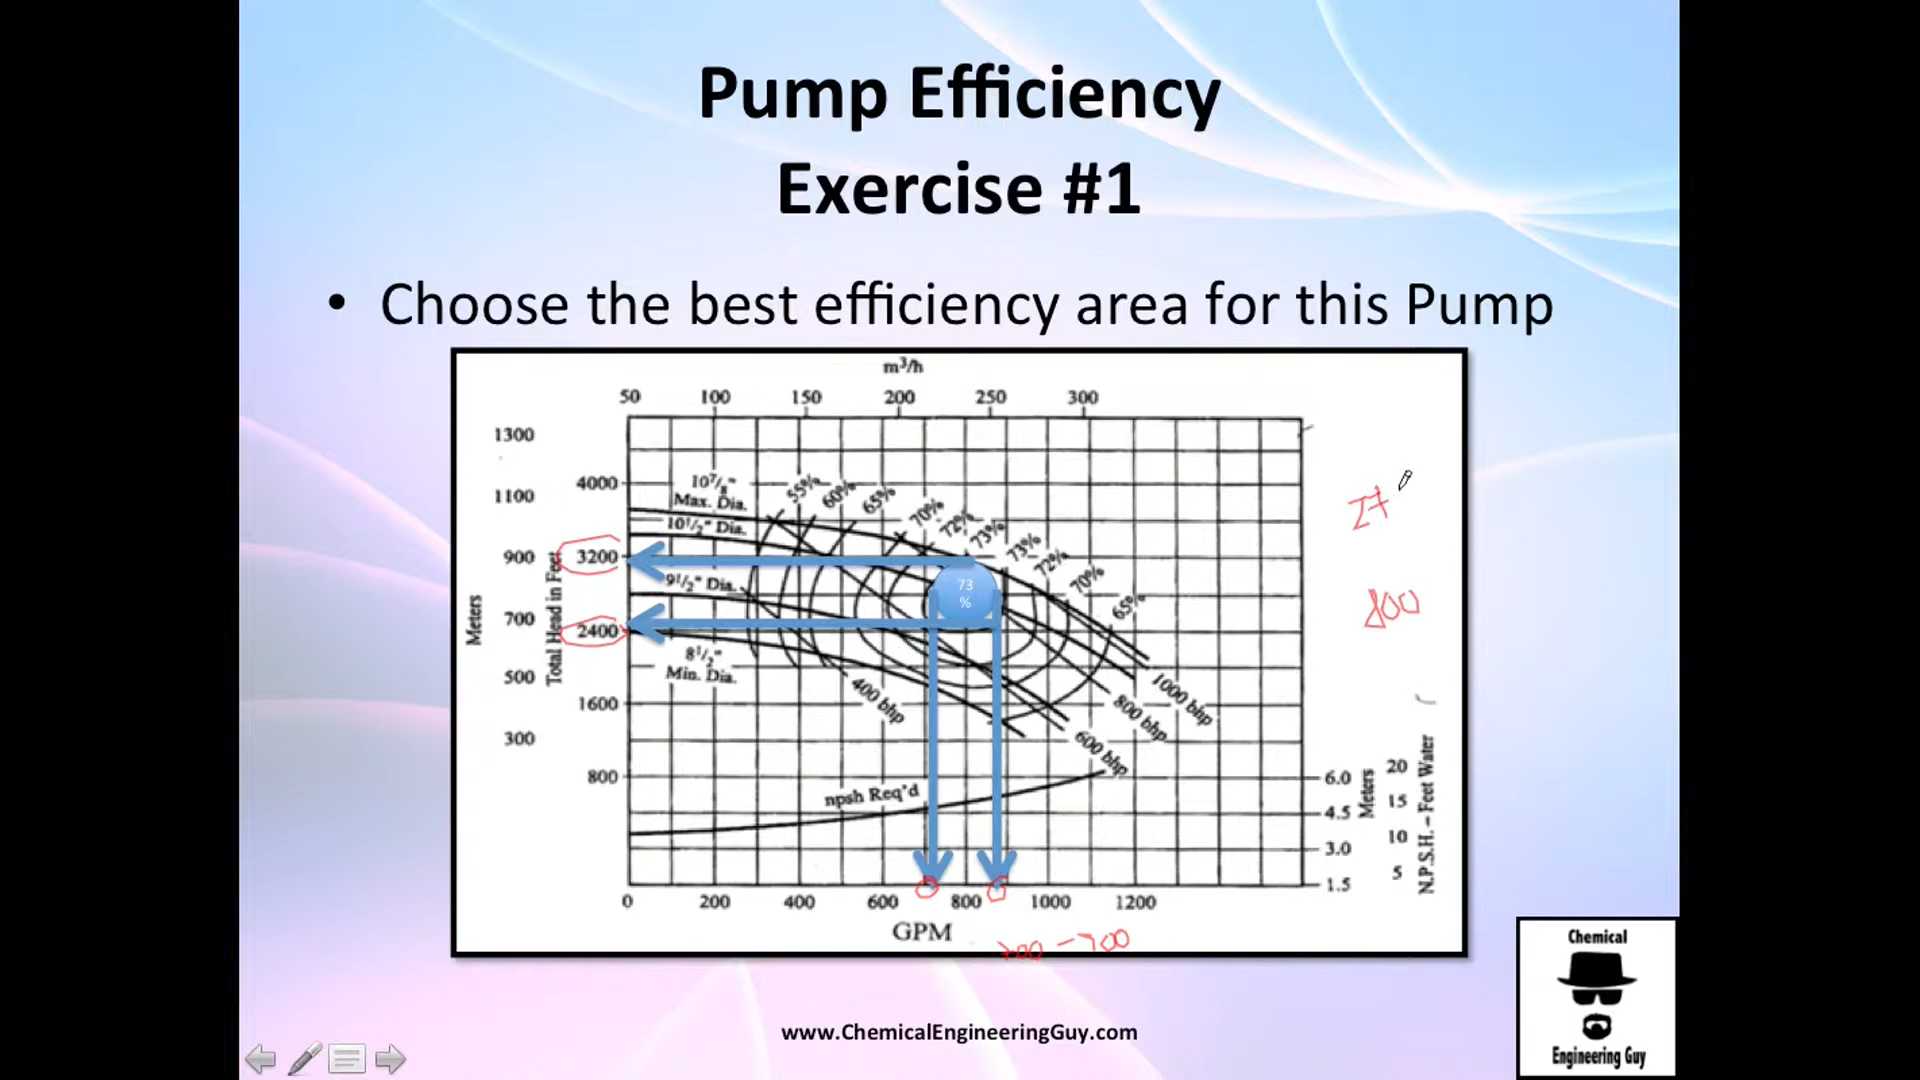 Pump Efficiency
Exercise #1
• Choose the best efficiency area for this Pump
m³/h
50 100 150 200 250 300
1300
1100
900
700
500
300
Meters
Total Head in Feet
4000
3200
2400
1600
800
10⁷/₈"
Max. Dia.
10¹/₂" Dia.
9¹/₂" Dia.
8¹/₂"
Min. Dia.
55% 60% 65% 70% 72% 73% 73% 72% 70% 65%
73
%
400 bhp
600 bhp
800 bhp
1000 bhp
npsh Req'd
6.0
4.5
3.0
1.5
Meters
20
15
10
5
N.P.S.H. – Feet Water
0 200 400 600 800 1000 1200
GPM
27
800
www.ChemicalEngineeringGuy.com
Chemical
Engineering Guy